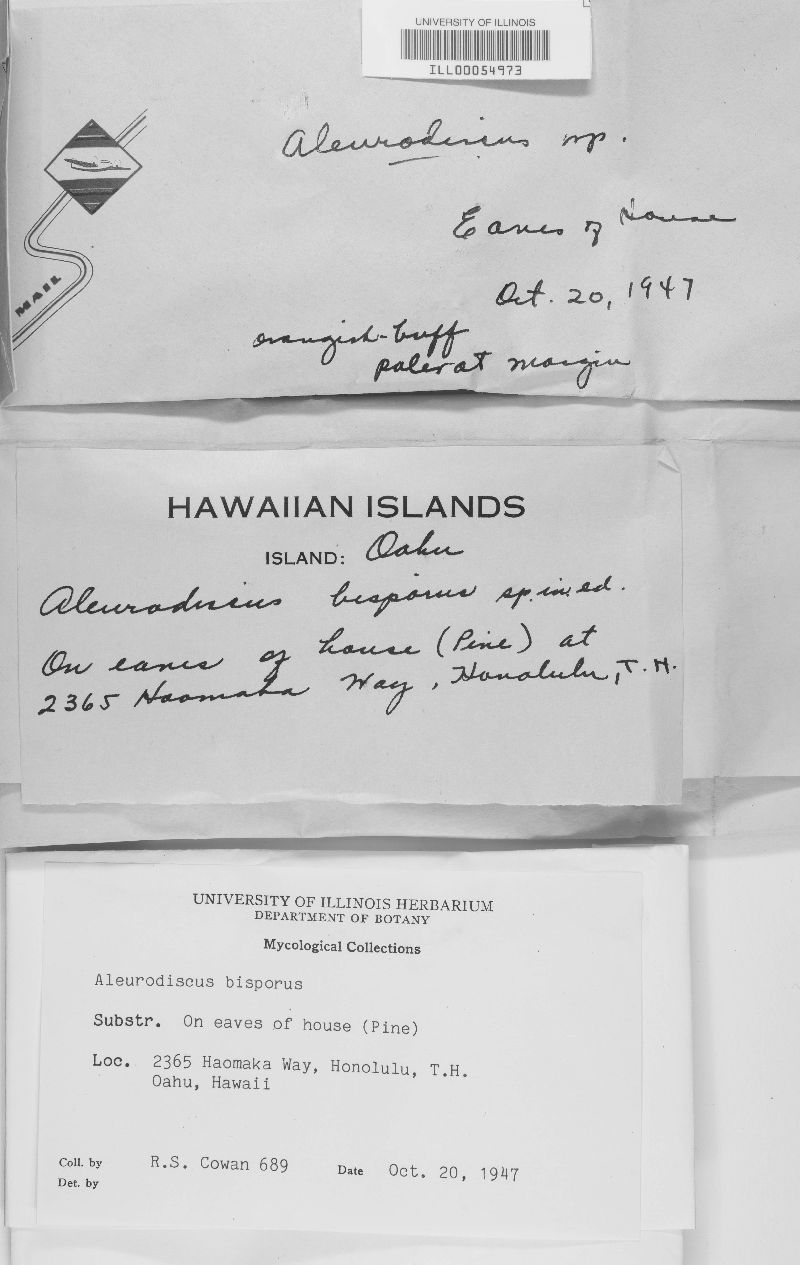 UNIVERSITY OF ILLINOIS
ILL00054973
Aleurodiscus sp.
Eaves of House
MAIL
Oct. 20, 1947
orangish-buff
paler at margin
HAWAIIAN ISLANDS
ISLAND: Oahu
Aleurodiscus bisporus sp. ined.
On eaves of house (Pine) at
2365 Haomaka Way, Honolulu, T.H.
UNIVERSITY OF ILLINOIS HERBARIUM
DEPARTMENT OF BOTANY
Mycological Collections
Aleurodiscus bisporus
Substr. On eaves of house (Pine)
Loc. 2365 Haomaka Way, Honolulu, T.H.
Oahu, Hawaii
Coll. by R.S. Cowan 689 Date Oct. 20, 1947
Det. by